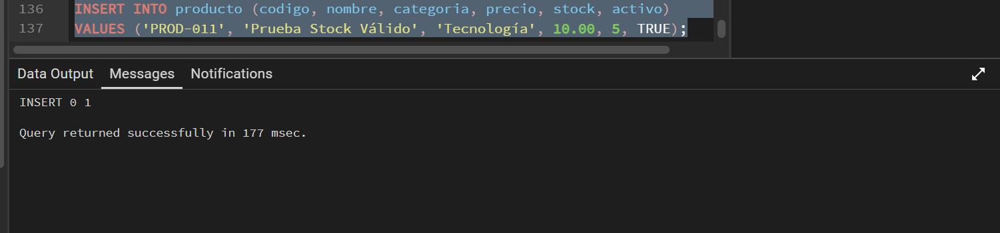 136 INSERT INTO producto (codigo, nombre, categoria, precio, stock, activo)
137 VALUES ('PROD-011', 'Prueba Stock Válido', 'Tecnología', 10.00, 5, TRUE);
Data Output Messages Notifications
INSERT 0 1
Query returned successfully in 177 msec.